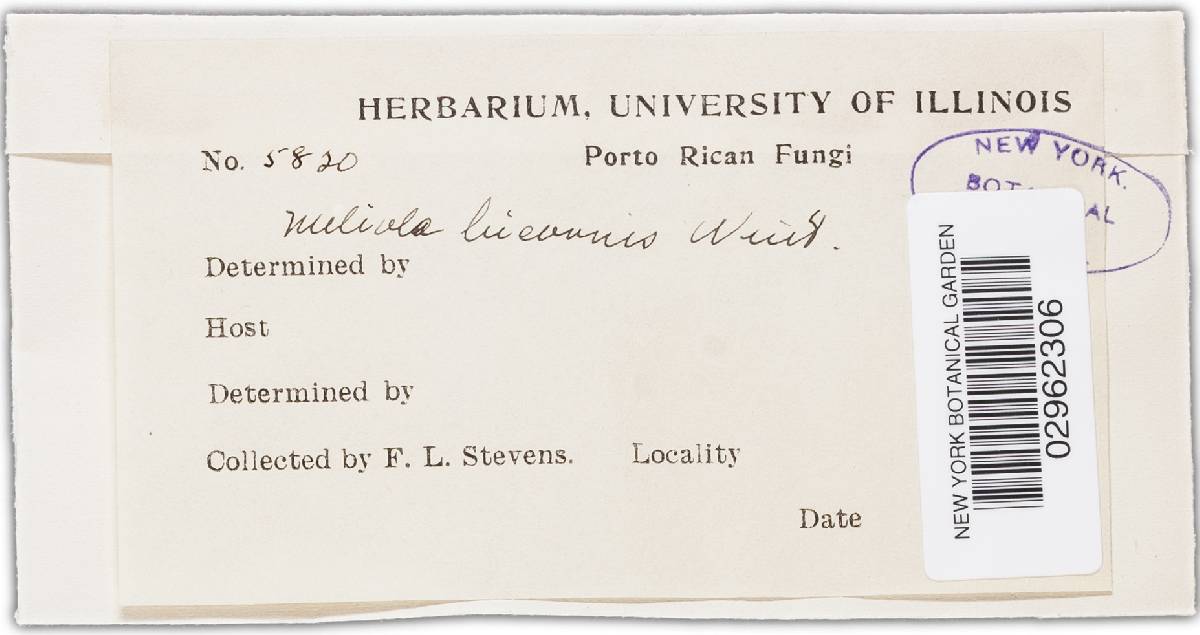 HERBARIUM, UNIVERSITY OF ILLINOIS
No. 5820
Porto Rican Fungi
Meliola bicornis Wint.
Determined by
Host
Determined by
Collected by F. L. Stevens.
Locality
Date
NEW YORK.
NEW YORK BOTANICAL GARDEN
02962306